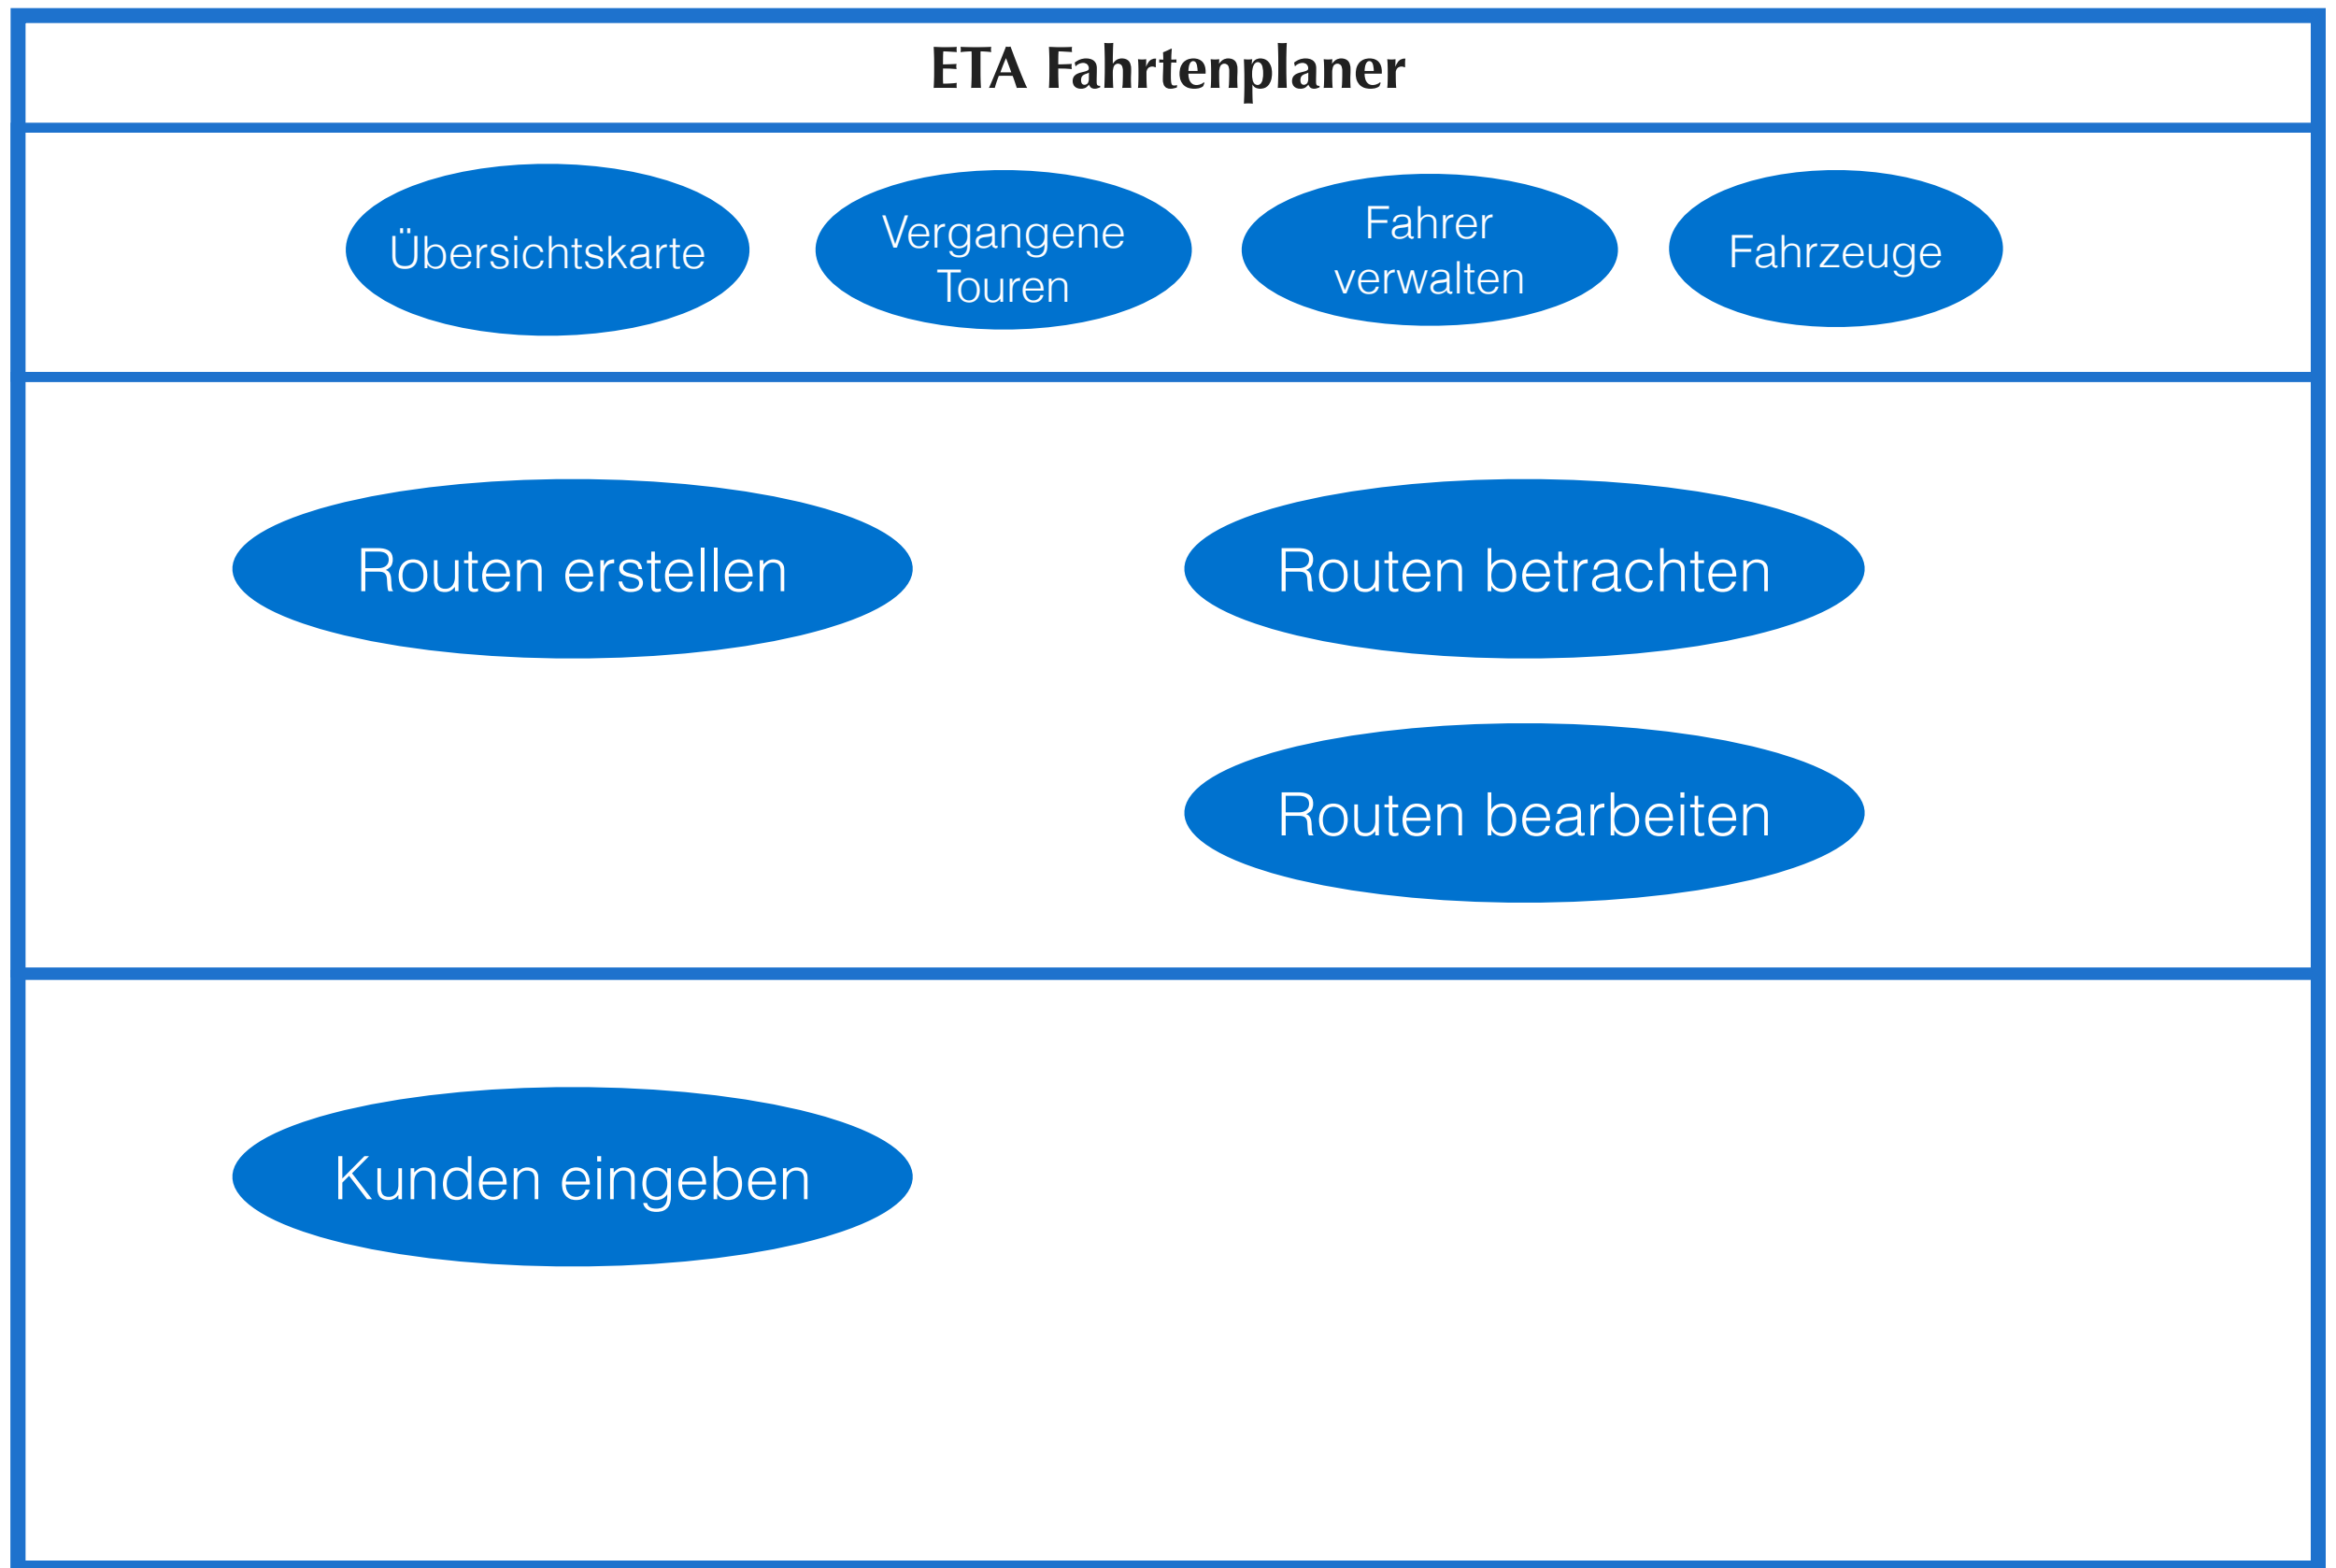 ETA Fahrtenplaner
Übersichtskarte
Vergangene
Touren
Fahrer
verwalten
Fahrzeuge
Routen erstellen
Routen betrachten
Routen bearbeiten
Kunden eingeben